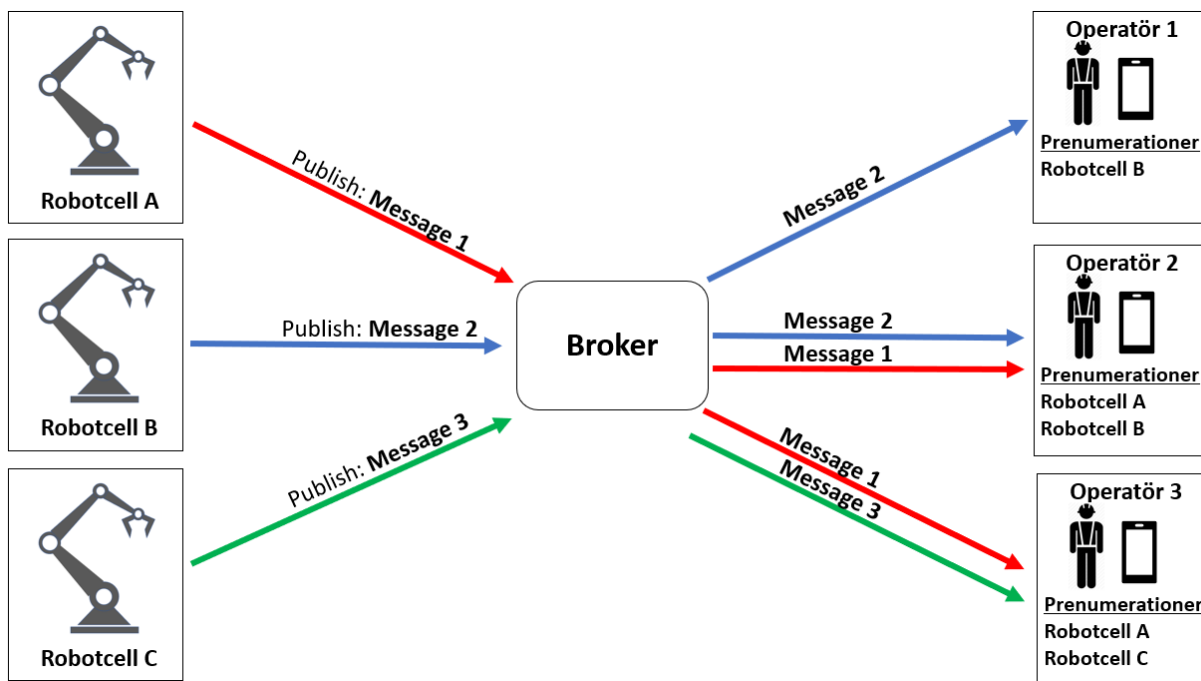 Robotcell A
Robotcell B
Robotcell C
Publish: Message 1
Publish: Message 2
Publish: Message 3
Broker
Message 2
Message 2
Message 1
Message 1
Message 3
Operatör 1
Prenumerationer
Robotcell B
Operatör 2
Prenumerationer
Robotcell A
Robotcell B
Operatör 3
Prenumerationer
Robotcell A
Robotcell C